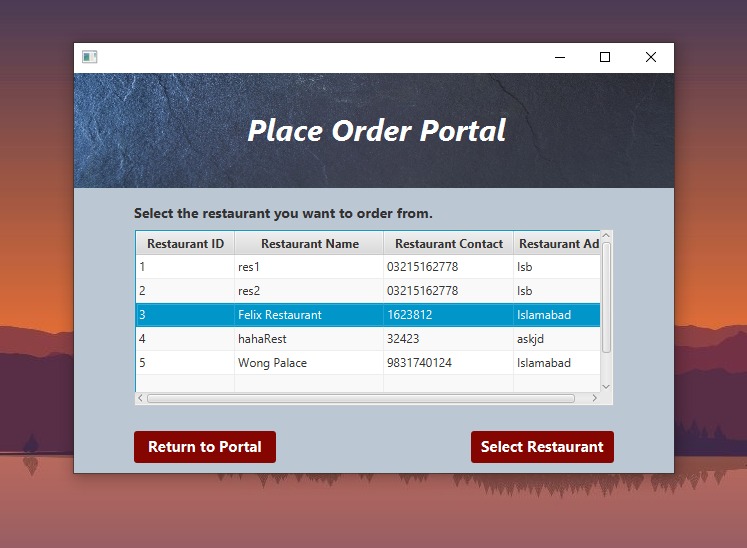 Place Order Portal
Select the restaurant you want to order from.
Restaurant ID Restaurant Name Restaurant Contact Restaurant Ad
1 res1 03215162778 Isb
2 res2 03215162778 Isb
3 Felix Restaurant 1623812 Islamabad
4 hahaRest 32423 askjd
5 Wong Palace 9831740124 Islamabad
Return to Portal Select Restaurant